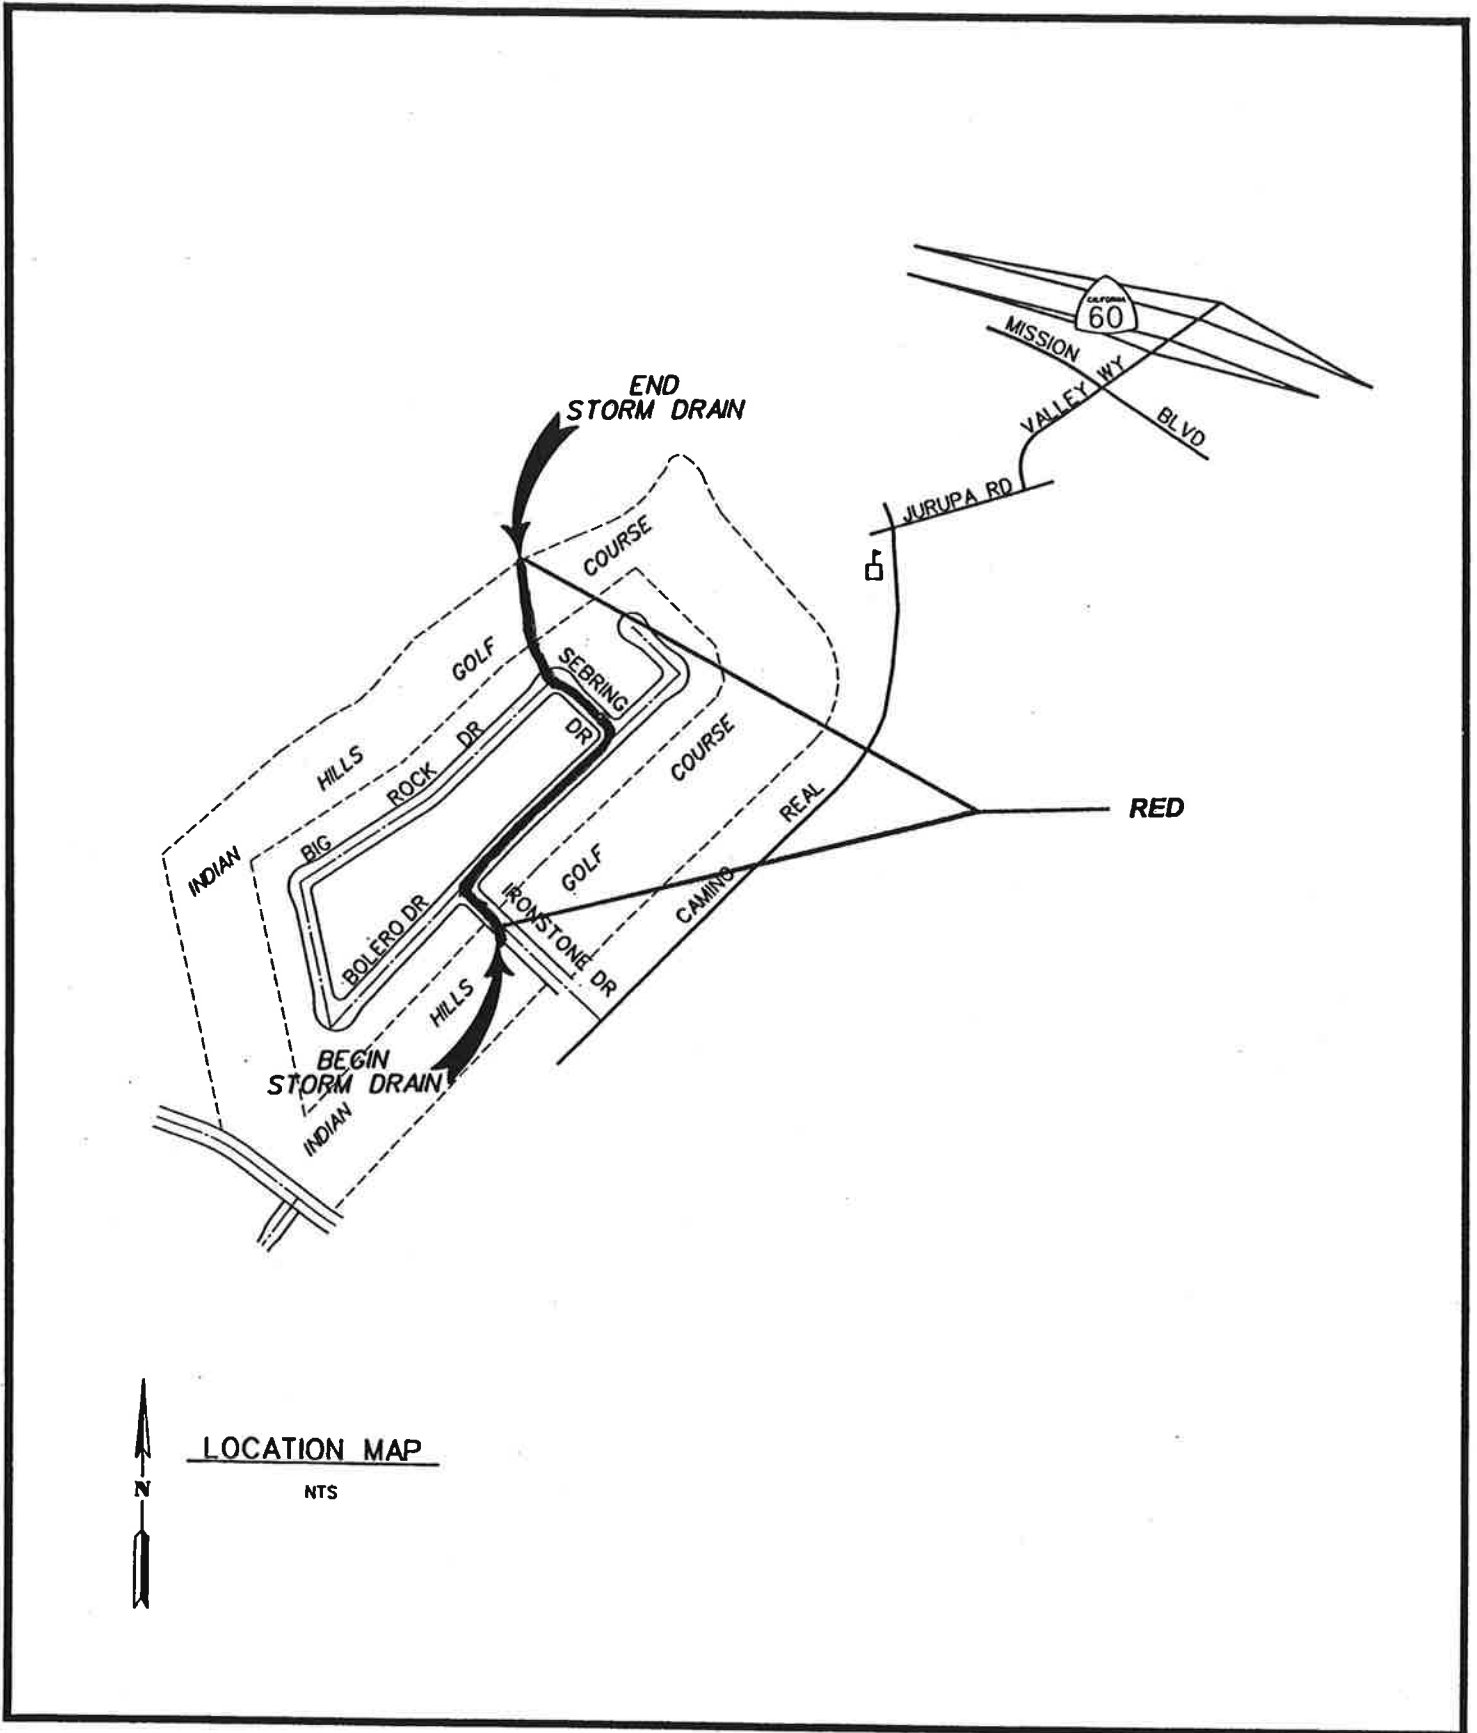 CALIFORNIA
60
MISSION
BLVD
VALLEY WY
JURUPA RD
END
STORM DRAIN
COURSE
GOLF
HILLS
INDIAN
SEBRING
DR
BIG ROCK DR
BOLERO DR
COURSE
GOLF
HILLS
INDIAN
IRONSTONE DR
CAMINO REAL
RED
BEGIN
STORM DRAIN
LOCATION MAP
NTS
N